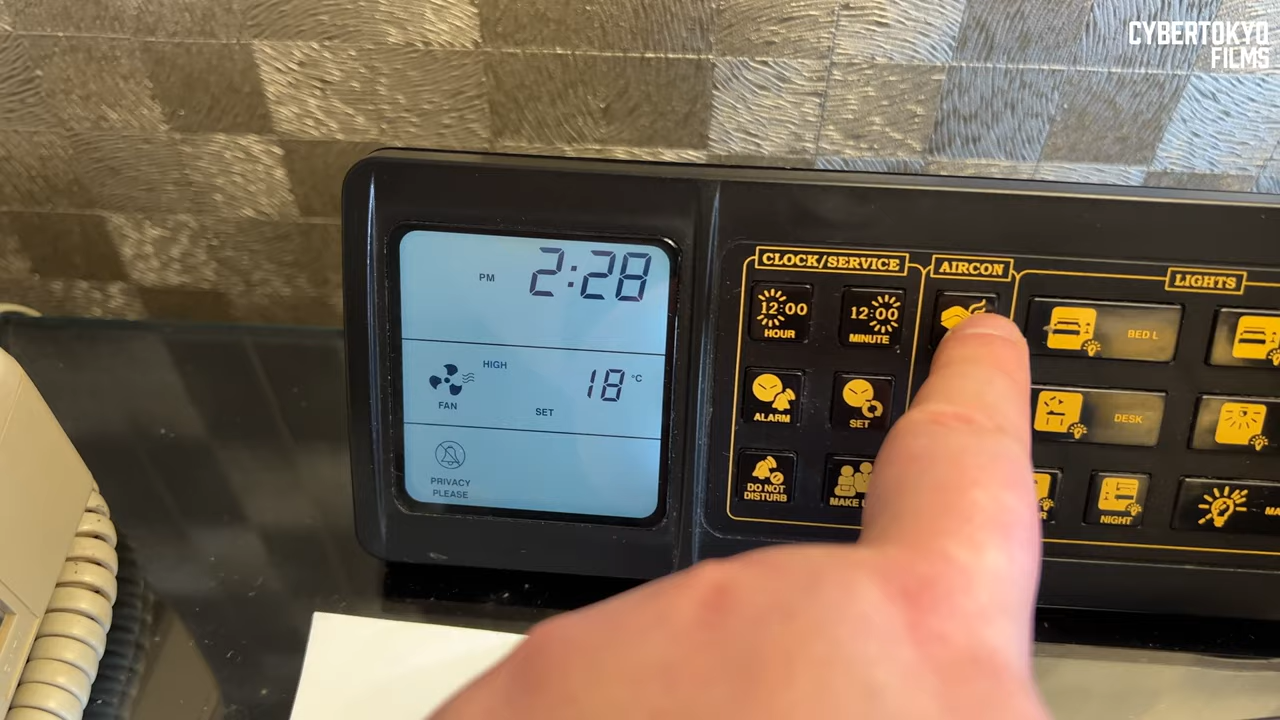 CYBERTOKYO
FILMS
PM 2:28
HIGH
FAN
SET 18 °C
PRIVACY
PLEASE
CLOCK/SERVICE
12:00
HOUR
12:00
MINUTE
ALARM
SET
DO NOT
DISTURB
MAKE
AIRCON
LIGHTS
BED L
DESK
NIGHT